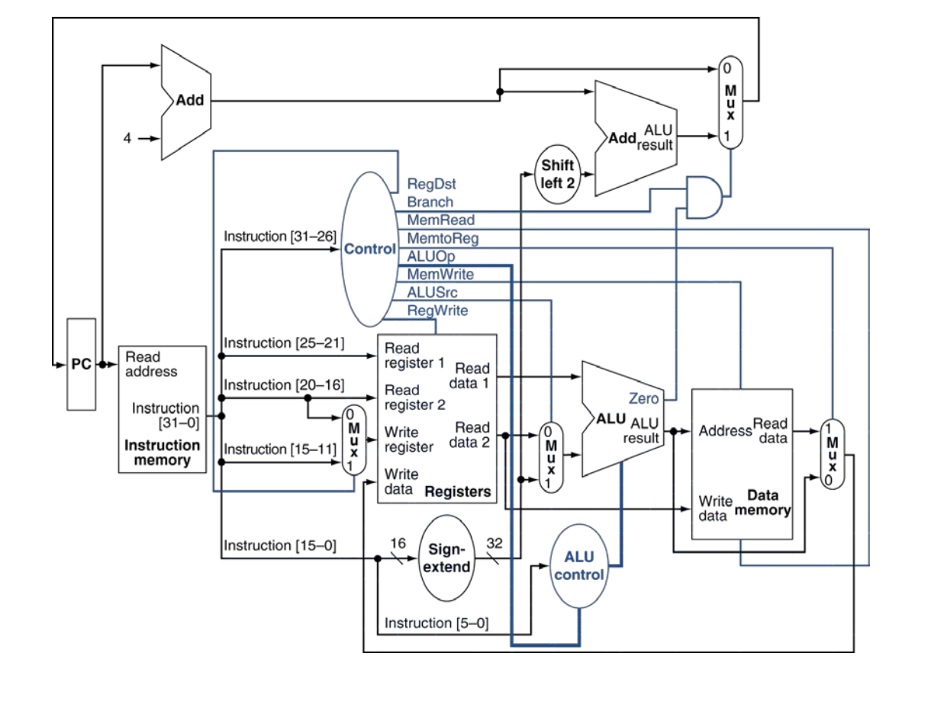 0
Mux
1
Add
4
Add
ALU
result
Shift
left 2
RegDst
Branch
MemRead
MemtoReg
ALUOp
MemWrite
ALUSrc
RegWrite
Instruction [31–26]
Control
Instruction [25–21]
Instruction [20–16]
Instruction [15–11]
Instruction [15–0]
Instruction [5–0]
PC
Read
address
Instruction
[31–0]
Instruction
memory
0
Mux
1
Read
register 1
Read
register 2
Write
register
Write
data
Read
data 1
Read
data 2
Registers
0
Mux
1
Zero
ALU
ALU
result
Address
Read
data
Write
data
Data
memory
1
Mux
0
16
Sign-
extend
32
ALU
control